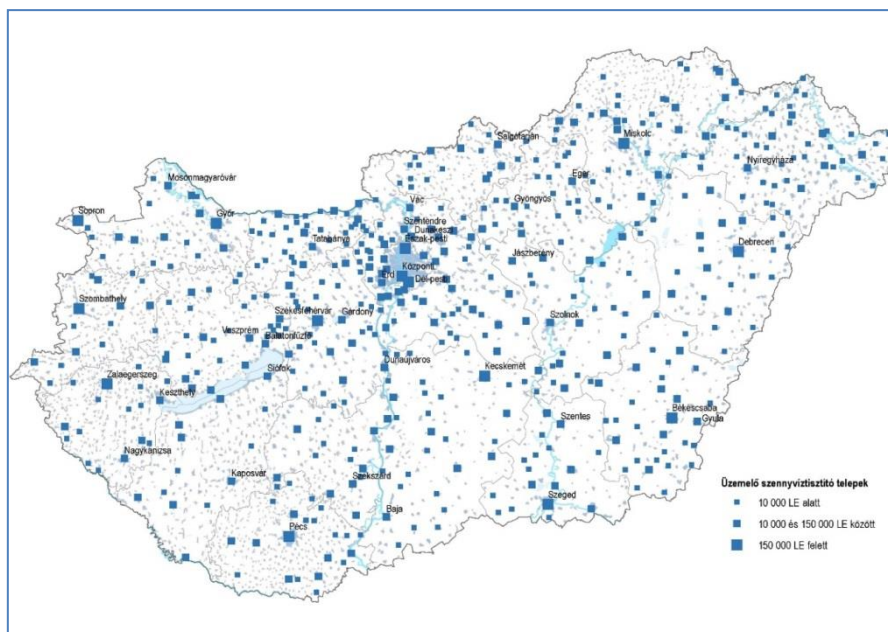 Salgótarján
Miskolc
Nyíregyháza
Eger
Mosonmagyaróvár
Vác
Gyöngyös
Sopron
Győr
Szentendre
Dunakeszi
Észak-pesti
Tatabánya
Debrecen
Jászberény
Központi
Érd
Dél-pesti
Szombathely
Székesfehérvár
Gárdony
Szolnok
Veszprém
Balatonfűzfő
Siófok
Dunaújváros
Kecskemét
Zalaegerszeg
Keszthely
Békéscsaba
Gyula
Szentes
Nagykanizsa
Kaposvár
Szekszárd
Szeged
Baja
Pécs
Üzemelő szennyvíztisztító telepek
10 000 LE alatt
10 000 és 150 000 LE között
150 000 LE felett